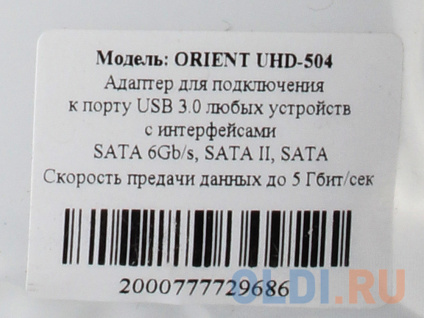 Модель: ORIENT UHD-504
Адаптер для подключения
к порту USB 3.0 любых устройств
с интерфейсами
SATA 6Gb/s, SATA II, SATA
Скорость предачи данных до 5 Гбит/сек
2000777729686
OLDI.RU